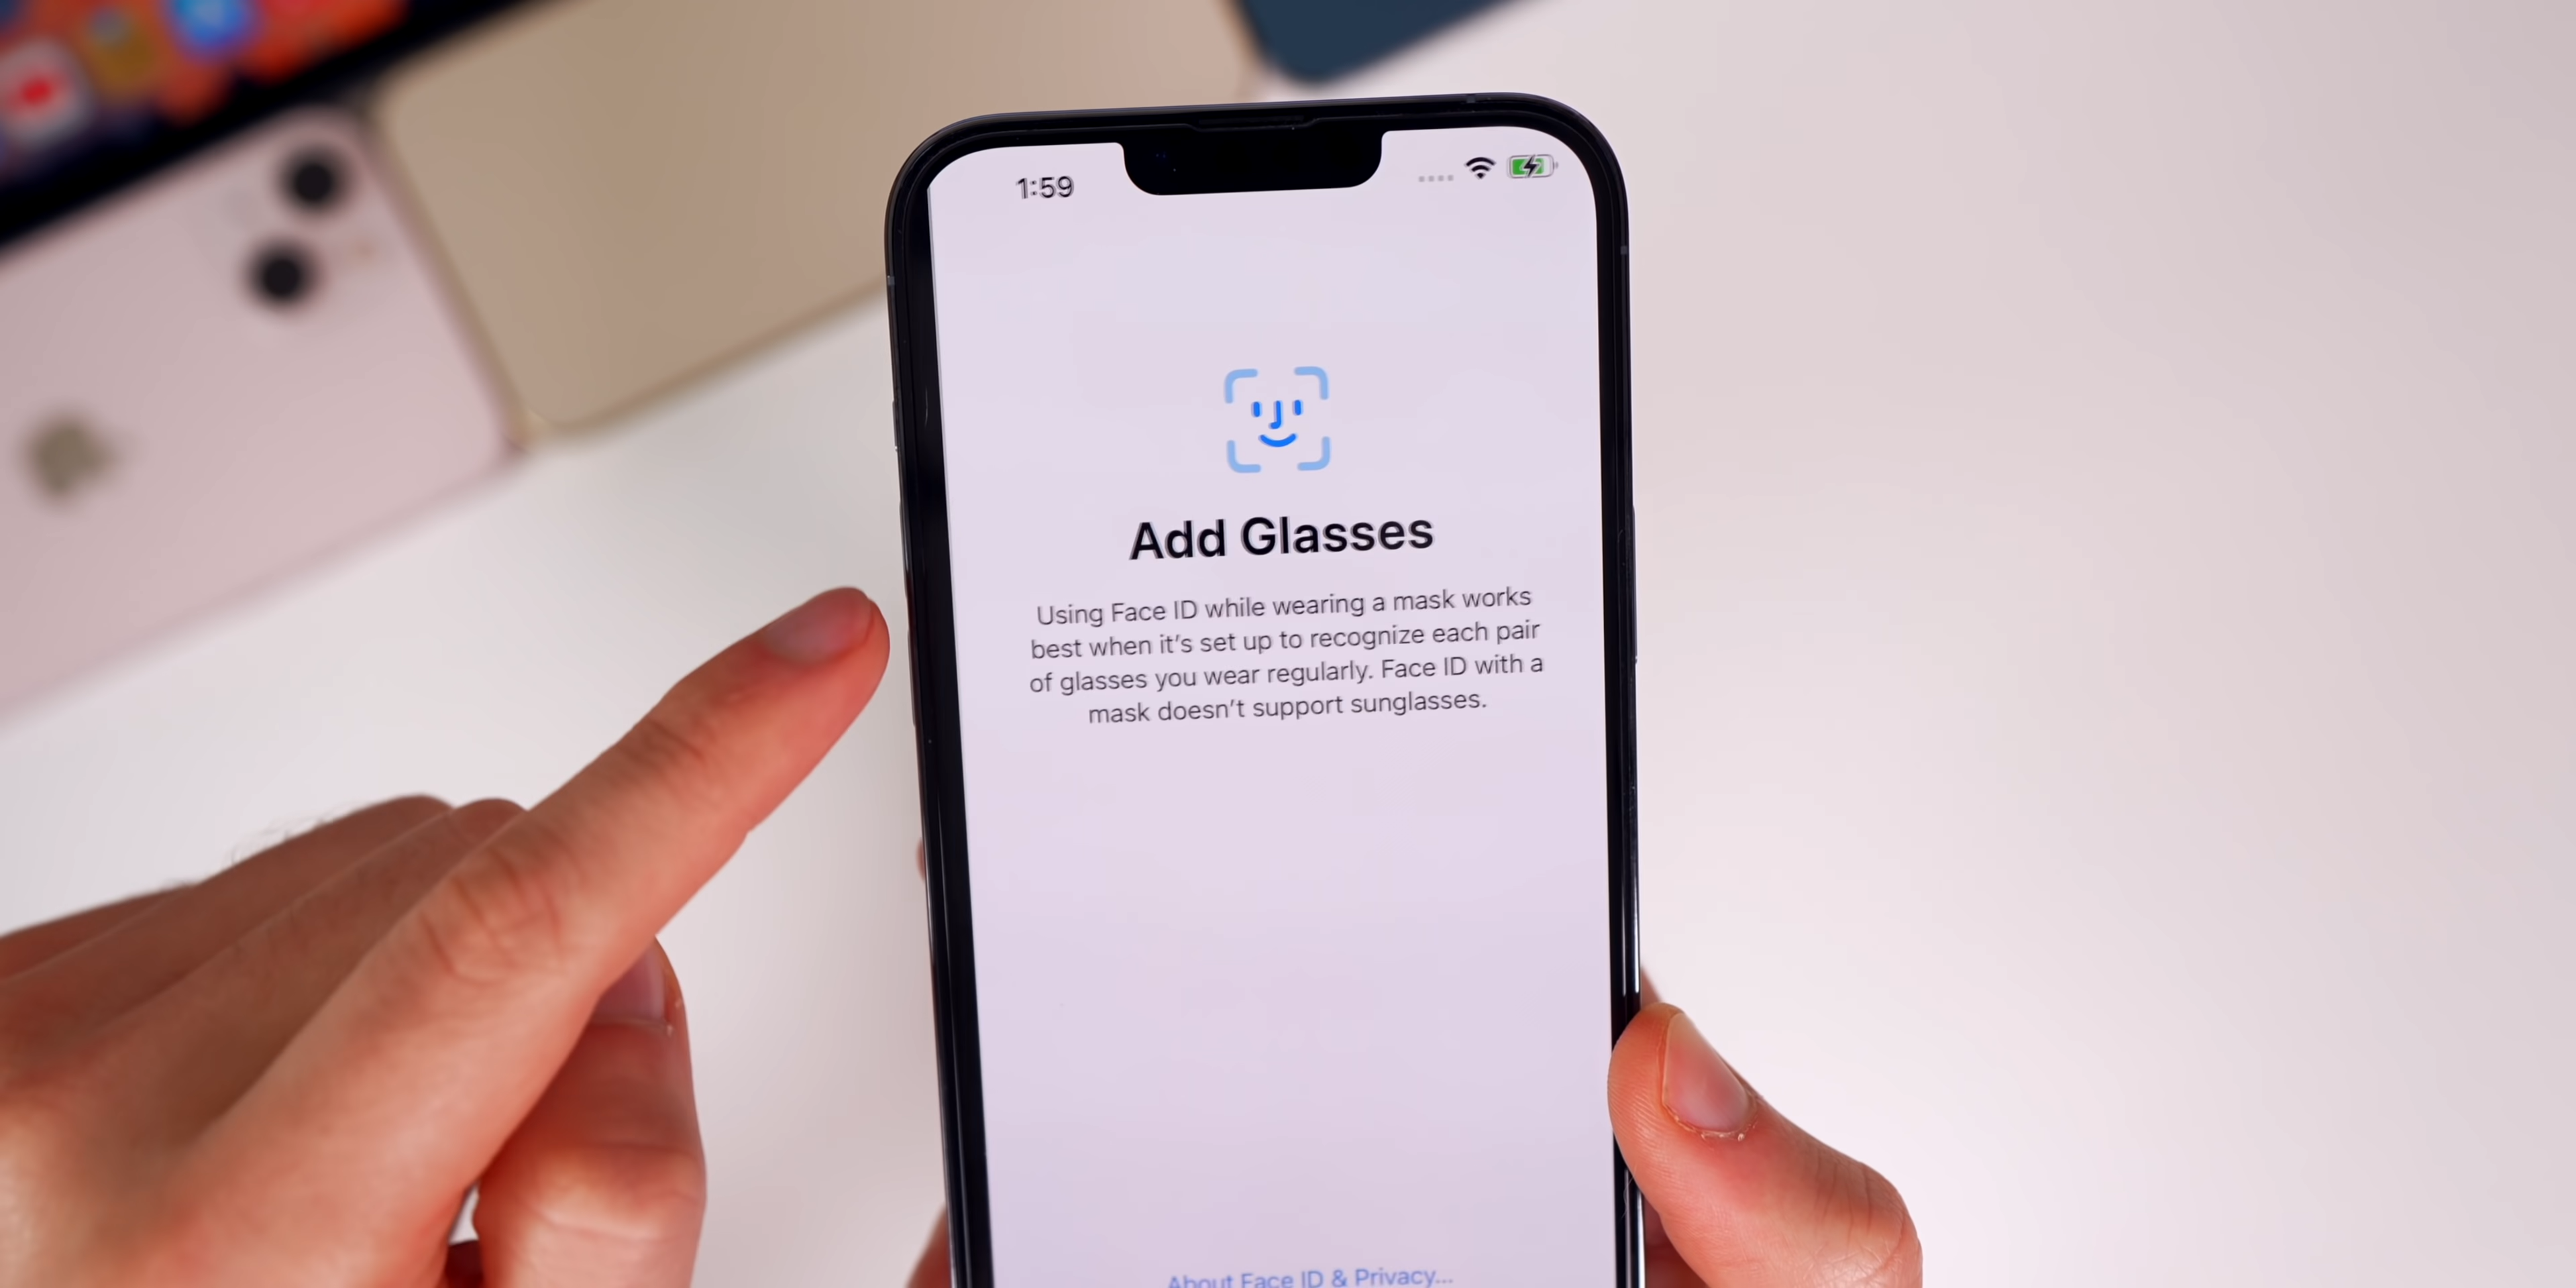 1:59
Add Glasses
Using Face ID while wearing a mask works
best when it's set up to recognize each pair
of glasses you wear regularly. Face ID with a
mask doesn't support sunglasses.
About Face ID & Privacy...